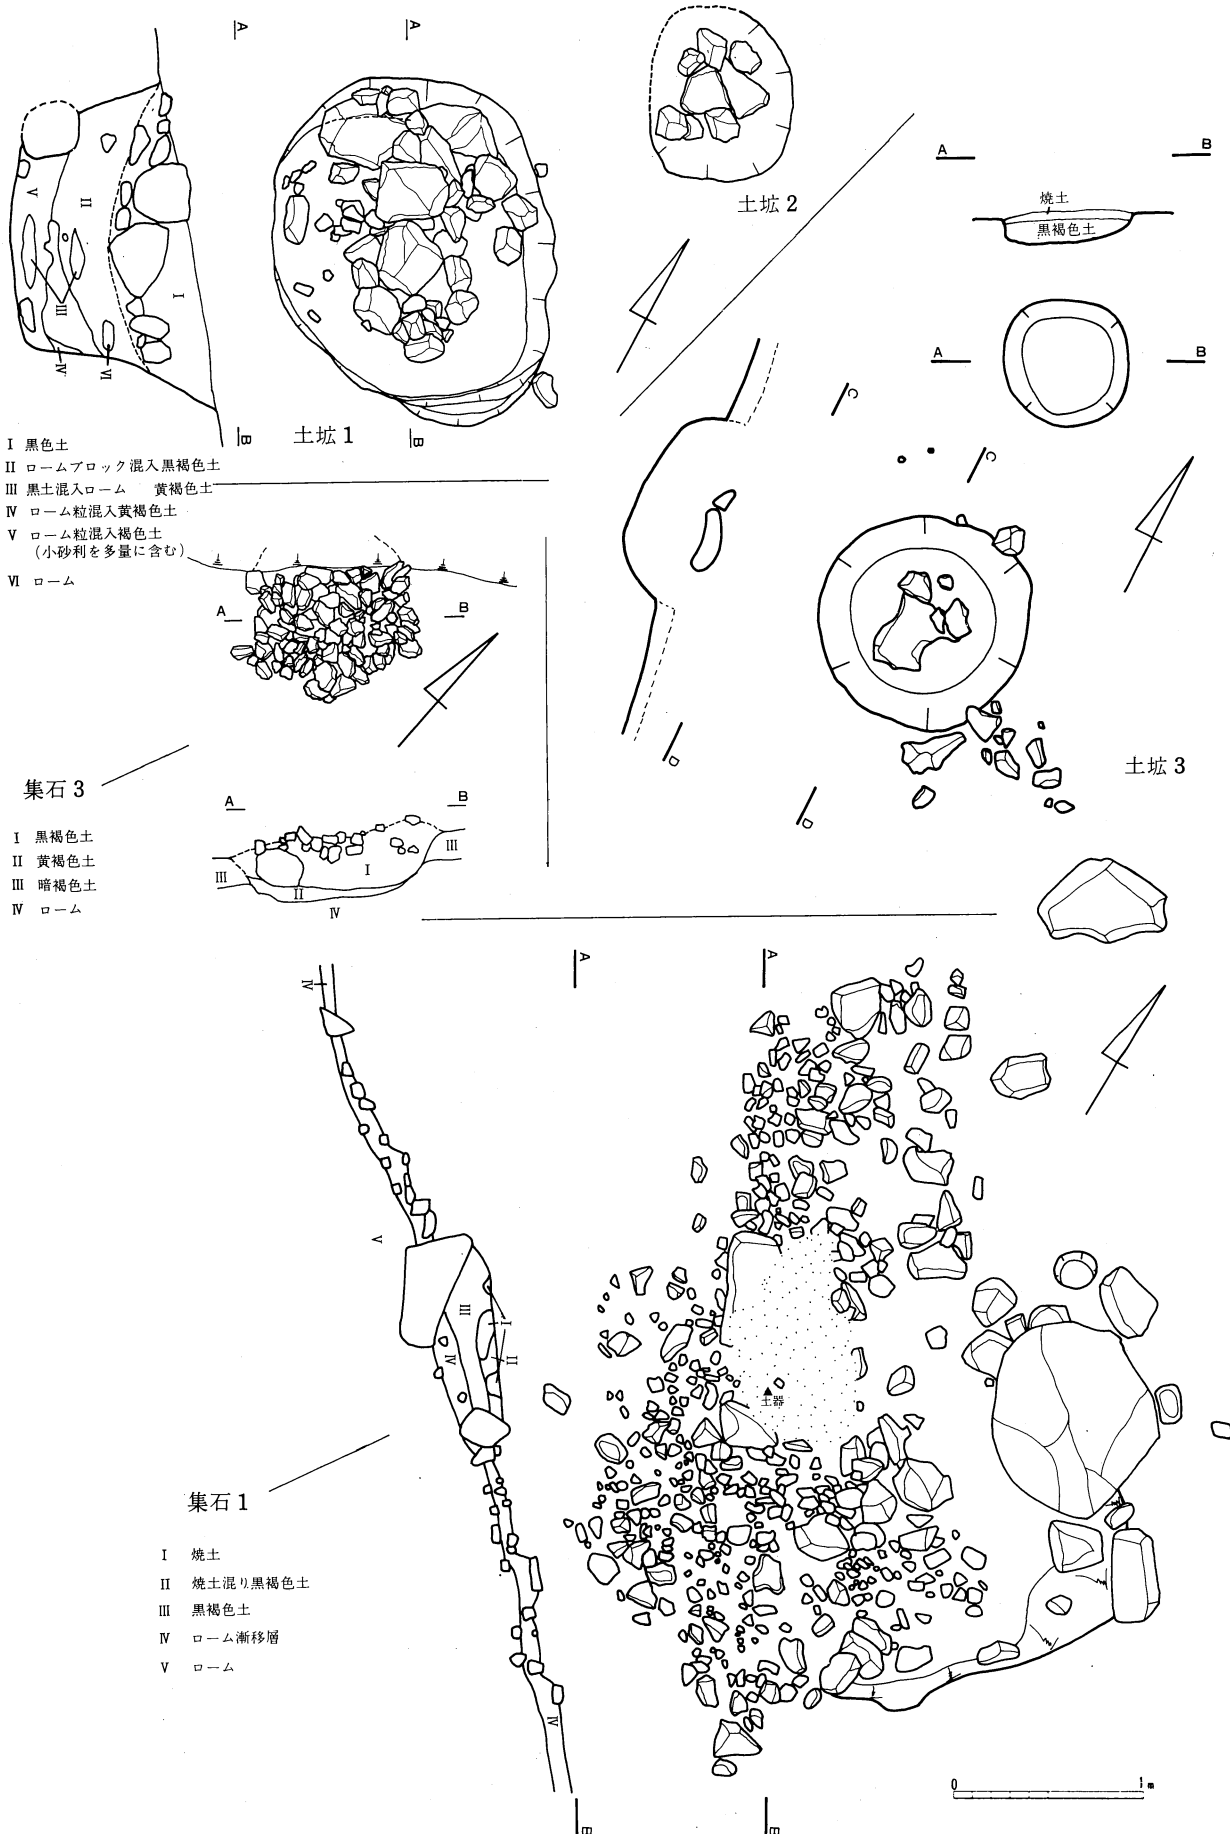 A
A
土坑2
A
B
焼土
黒褐色土
A
B
V
II
I
III
IV
VI
B
土坑1
B
I 黒色土
II ロームブロック混入黒褐色土
III 黒土混入ローム 黄褐色土
IV ローム粒混入黄褐色土
V ローム粒混入褐色土
(小砂利を多量に含む)
VI ローム
A
B
C
C
D
D
土坑3
集石3
A
B
I 黒褐色土
II 黄褐色土
III 暗褐色土
IV ローム
III
I
III
II
IV
A
A
IV
V
III
I
IV
II
土器
集石1
I 焼土
II 焼土混り黒褐色土
III 黒褐色土
IV ローム漸移層
V ローム
IV
B
B
0 1m